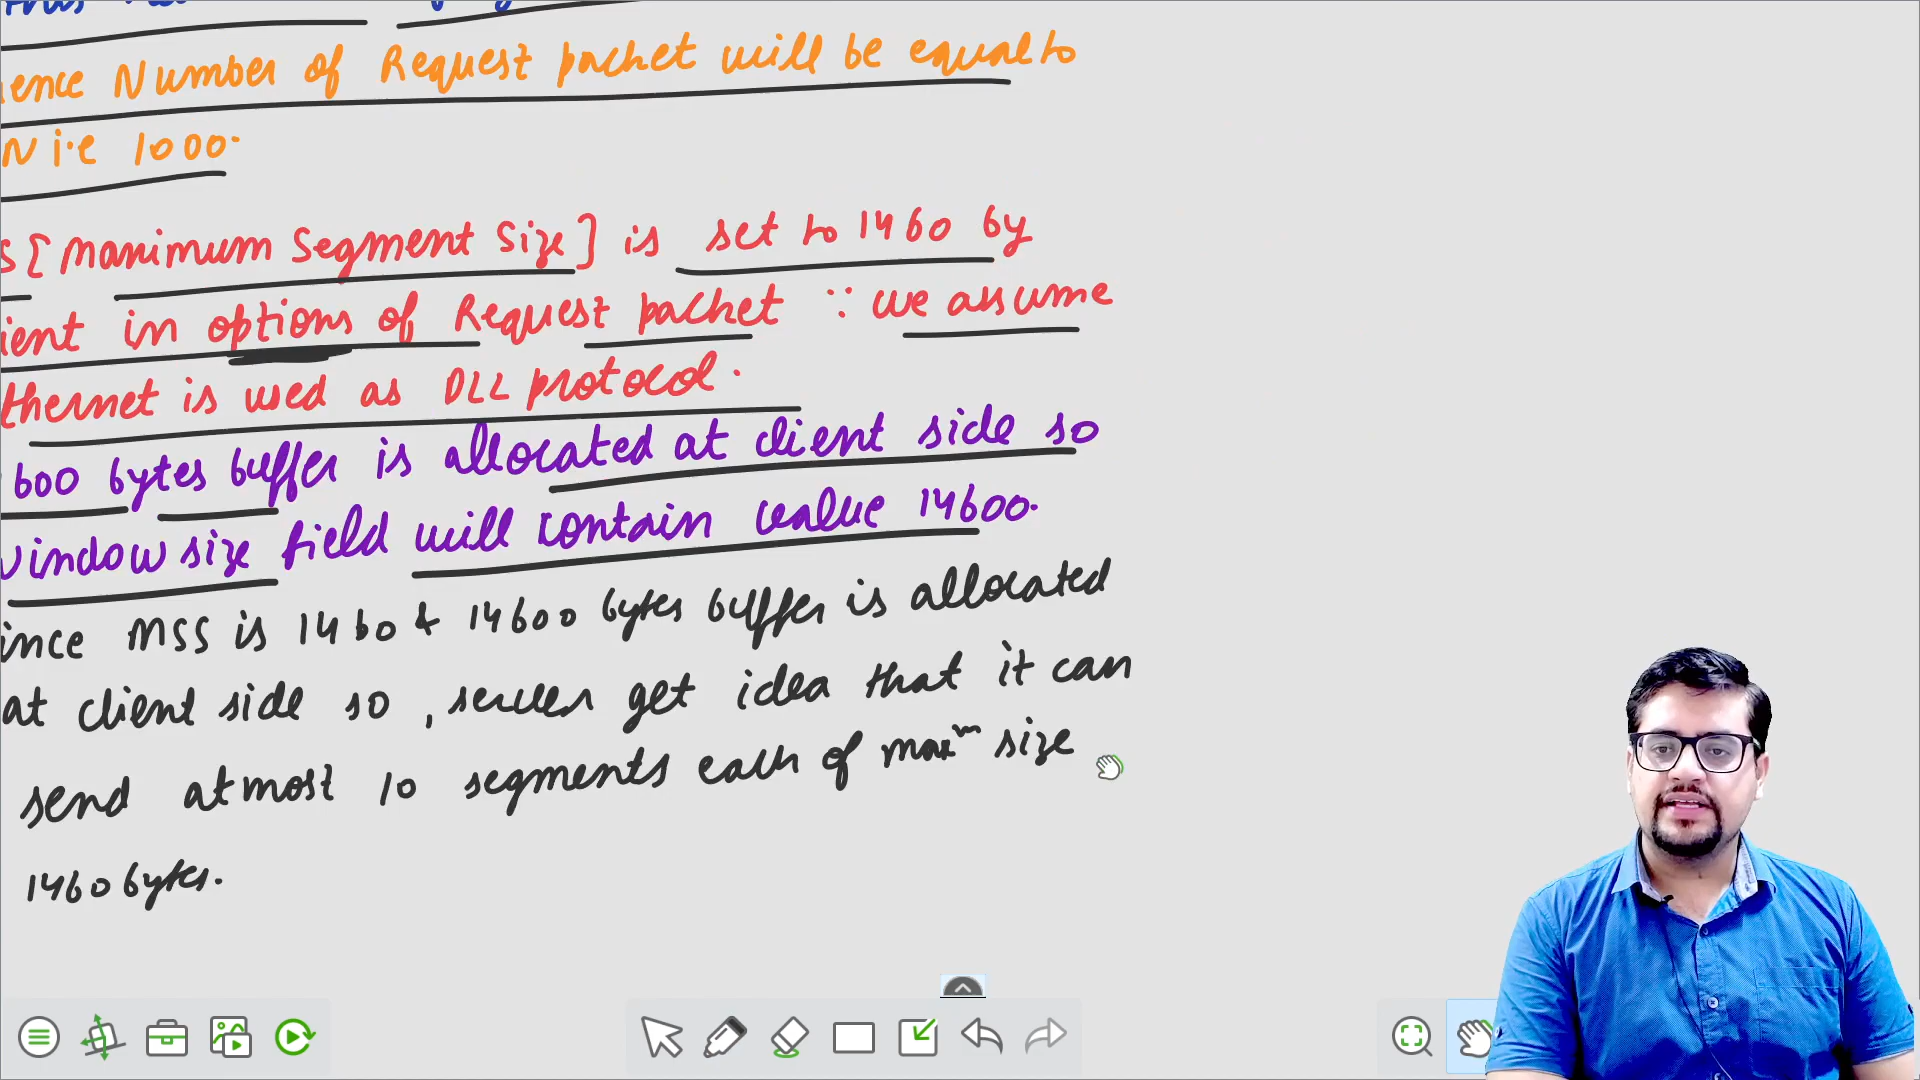 ience Number of Request packet will be equal to
N i.e 1000.
S [Maximum Segment Size] is set to 1460 by
ient in options of Request packet ∵ we assume
thernet is used as DLL protocol.
600 bytes buffer is allocated at client side so
window size field will contain value 14600.
ince MSS is 1460 & 14600 bytes buffer is allocated
at client side so, server get idea that it can
send atmost 10 segments each of maxm size
1460 bytes.